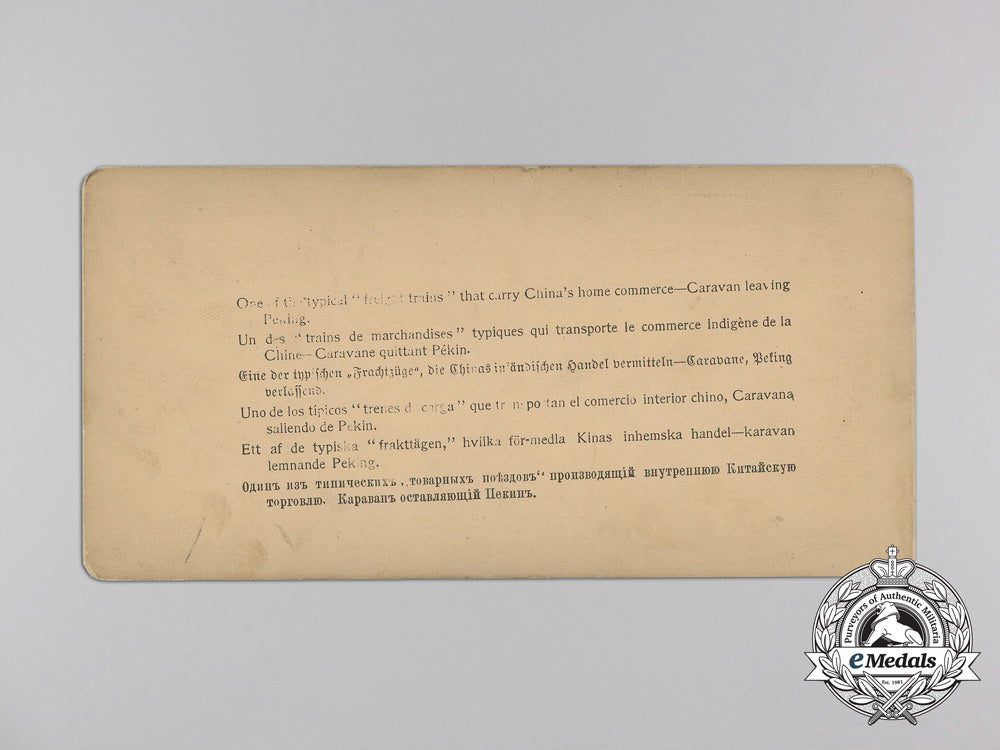 One of the "typical "freight trains" that carry China's home commerce—Caravan leaving
Peking.
Un des "trains de marchandises" typiques qui transporte le commerce indigène de la
Chine—Caravane quittant Pékin.
Eine der typischen „Frachtzüge", die Chinas inländischen Handel vermitteln—Caravane, Peking
verlassend.
Uno de los típicos "trenes de carga" que transportan el comercio interior chino, Caravana
saliendo de Pekin.
Ett af de typiska "frakttågen," hvilka för-medla Kinas inhemska handel—karavan
lemnande Peking.
Одинъ изъ типическихъ „товарныхъ поѣздовъ" производящій внутреннюю Китайскую
торговлю. Караванъ оставляющій Пекинъ.
Purveyors of Authentic Militaria
eMedals
Est. 1961